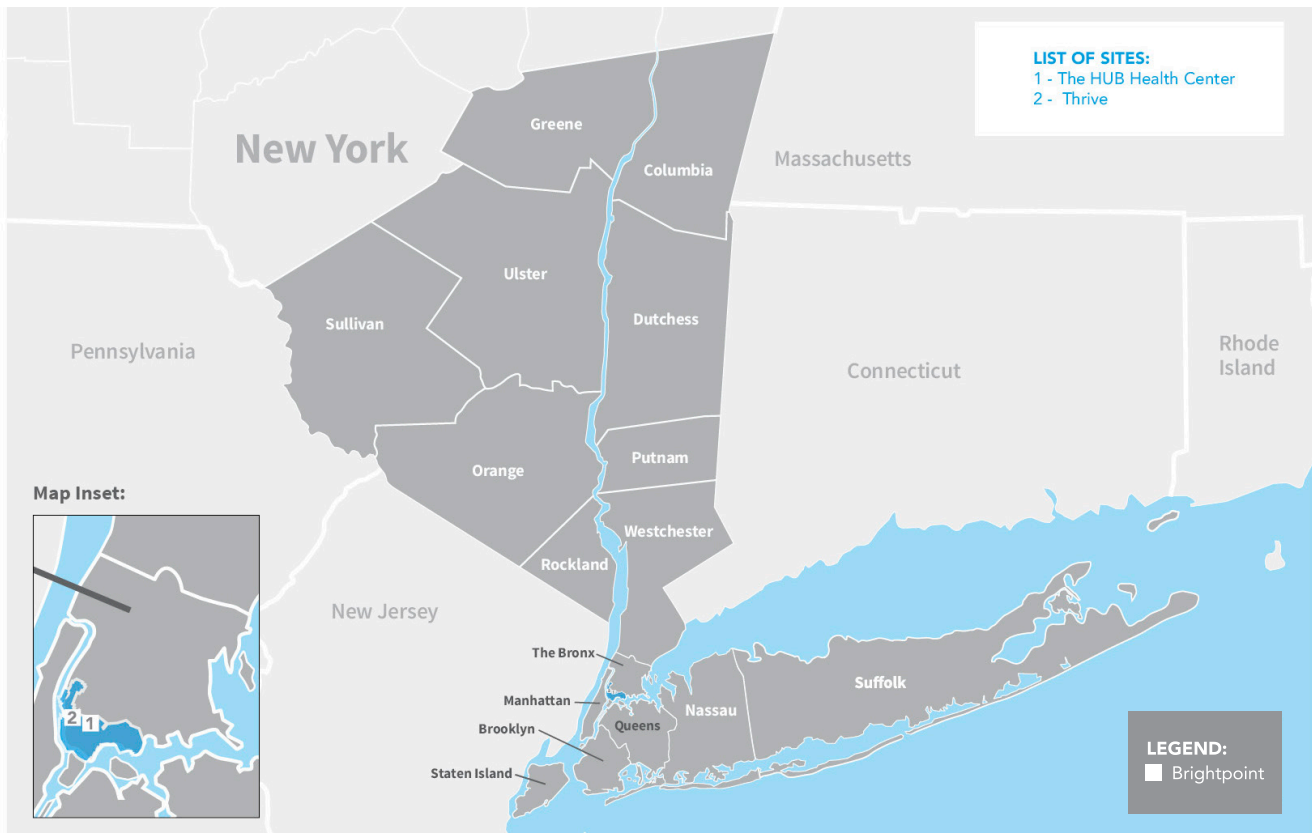 LIST OF SITES:
1 - The HUB Health Center
2 - Thrive
New York
Greene
Columbia
Massachusetts
Ulster
Sullivan
Dutchess
Pennsylvania
Connecticut
Rhode
Island
Orange
Putnam
Map Inset:
Westchester
Rockland
New Jersey
The Bronx
Suffolk
Manhattan
Nassau
Brooklyn
Queens
Staten Island
2
1
LEGEND:
Brightpoint